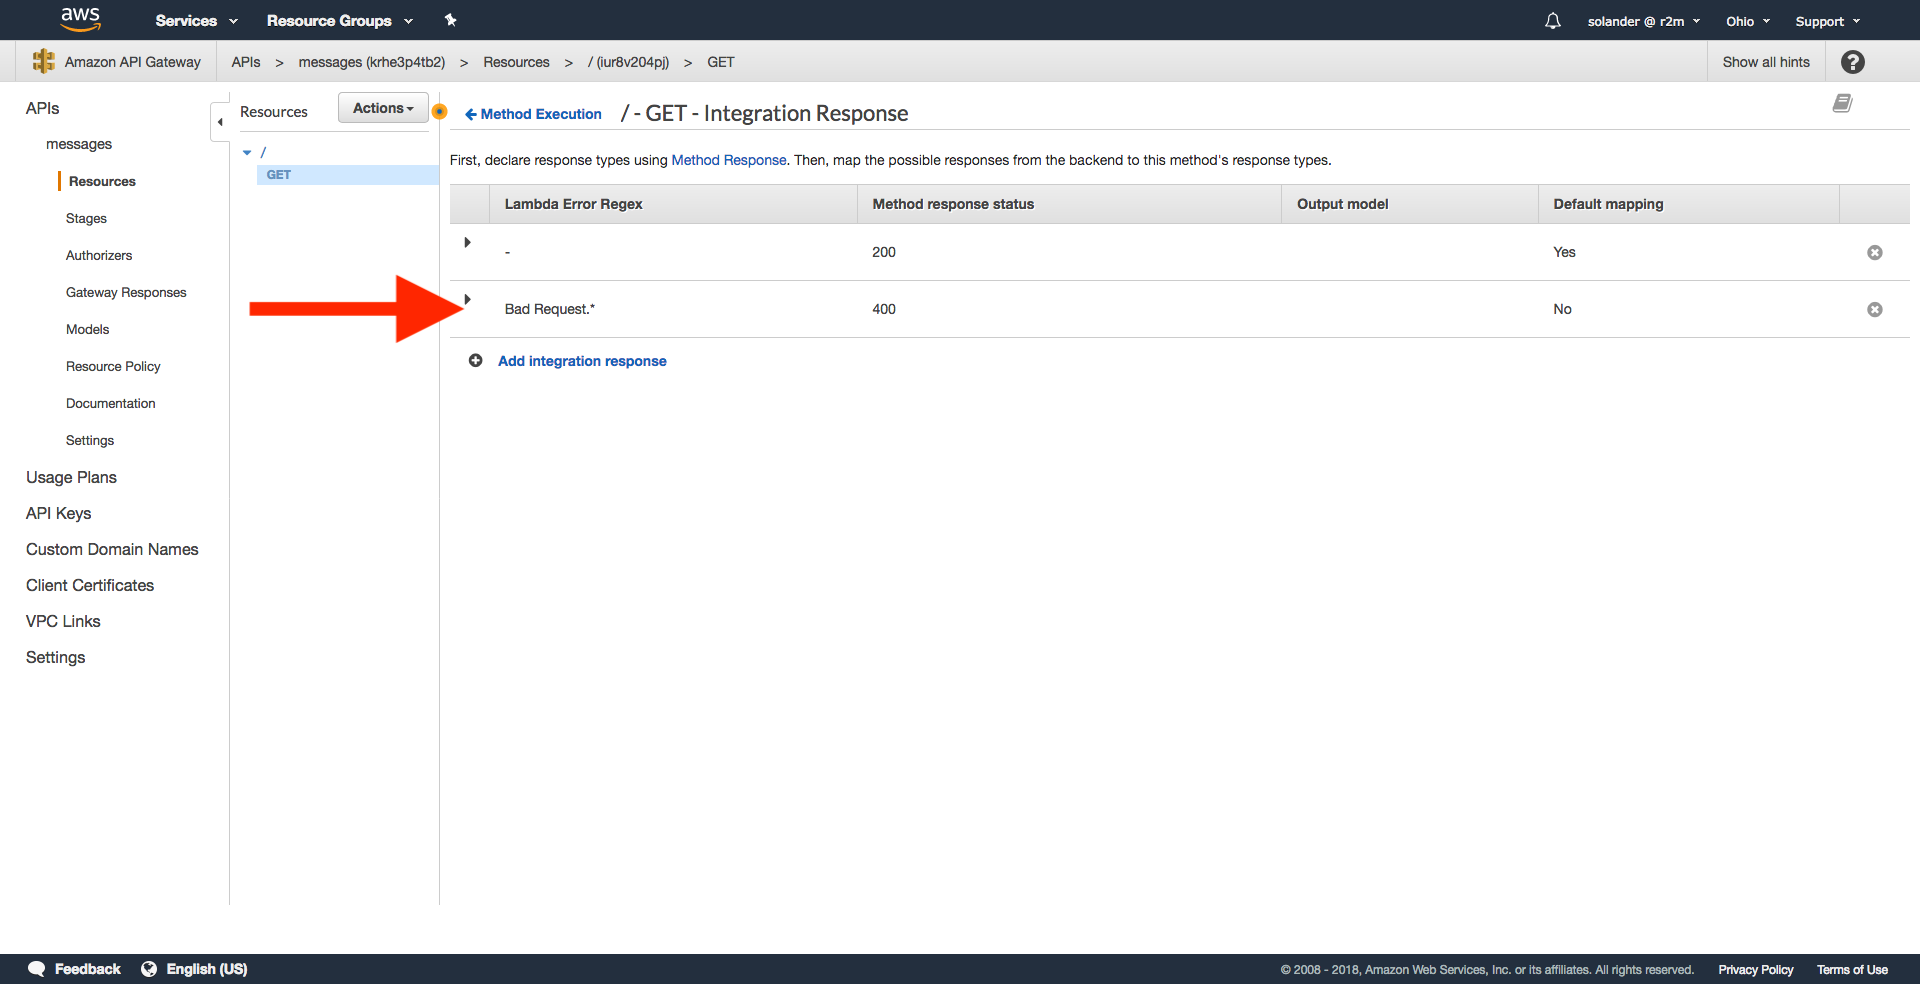 aws Services Resource Groups solander @ r2m Ohio Support
Amazon API Gateway APIs > messages (krhe3p4tb2) > Resources > / (iur8v204pj) > GET Show all hints ?
APIs
messages
Resources
Stages
Authorizers
Gateway Responses
Models
Resource Policy
Documentation
Settings
Usage Plans
API Keys
Custom Domain Names
Client Certificates
VPC Links
Settings
Resources Actions
/
GET
Method Execution / - GET - Integration Response
First, declare response types using Method Response. Then, map the possible responses from the backend to this method's response types.
Lambda Error Regex Method response status Output model Default mapping
- 200 Yes
Bad Request.* 400 No
Add integration response
Feedback English (US) © 2008 - 2018, Amazon Web Services, Inc. or its affiliates. All rights reserved. Privacy Policy Terms of Use